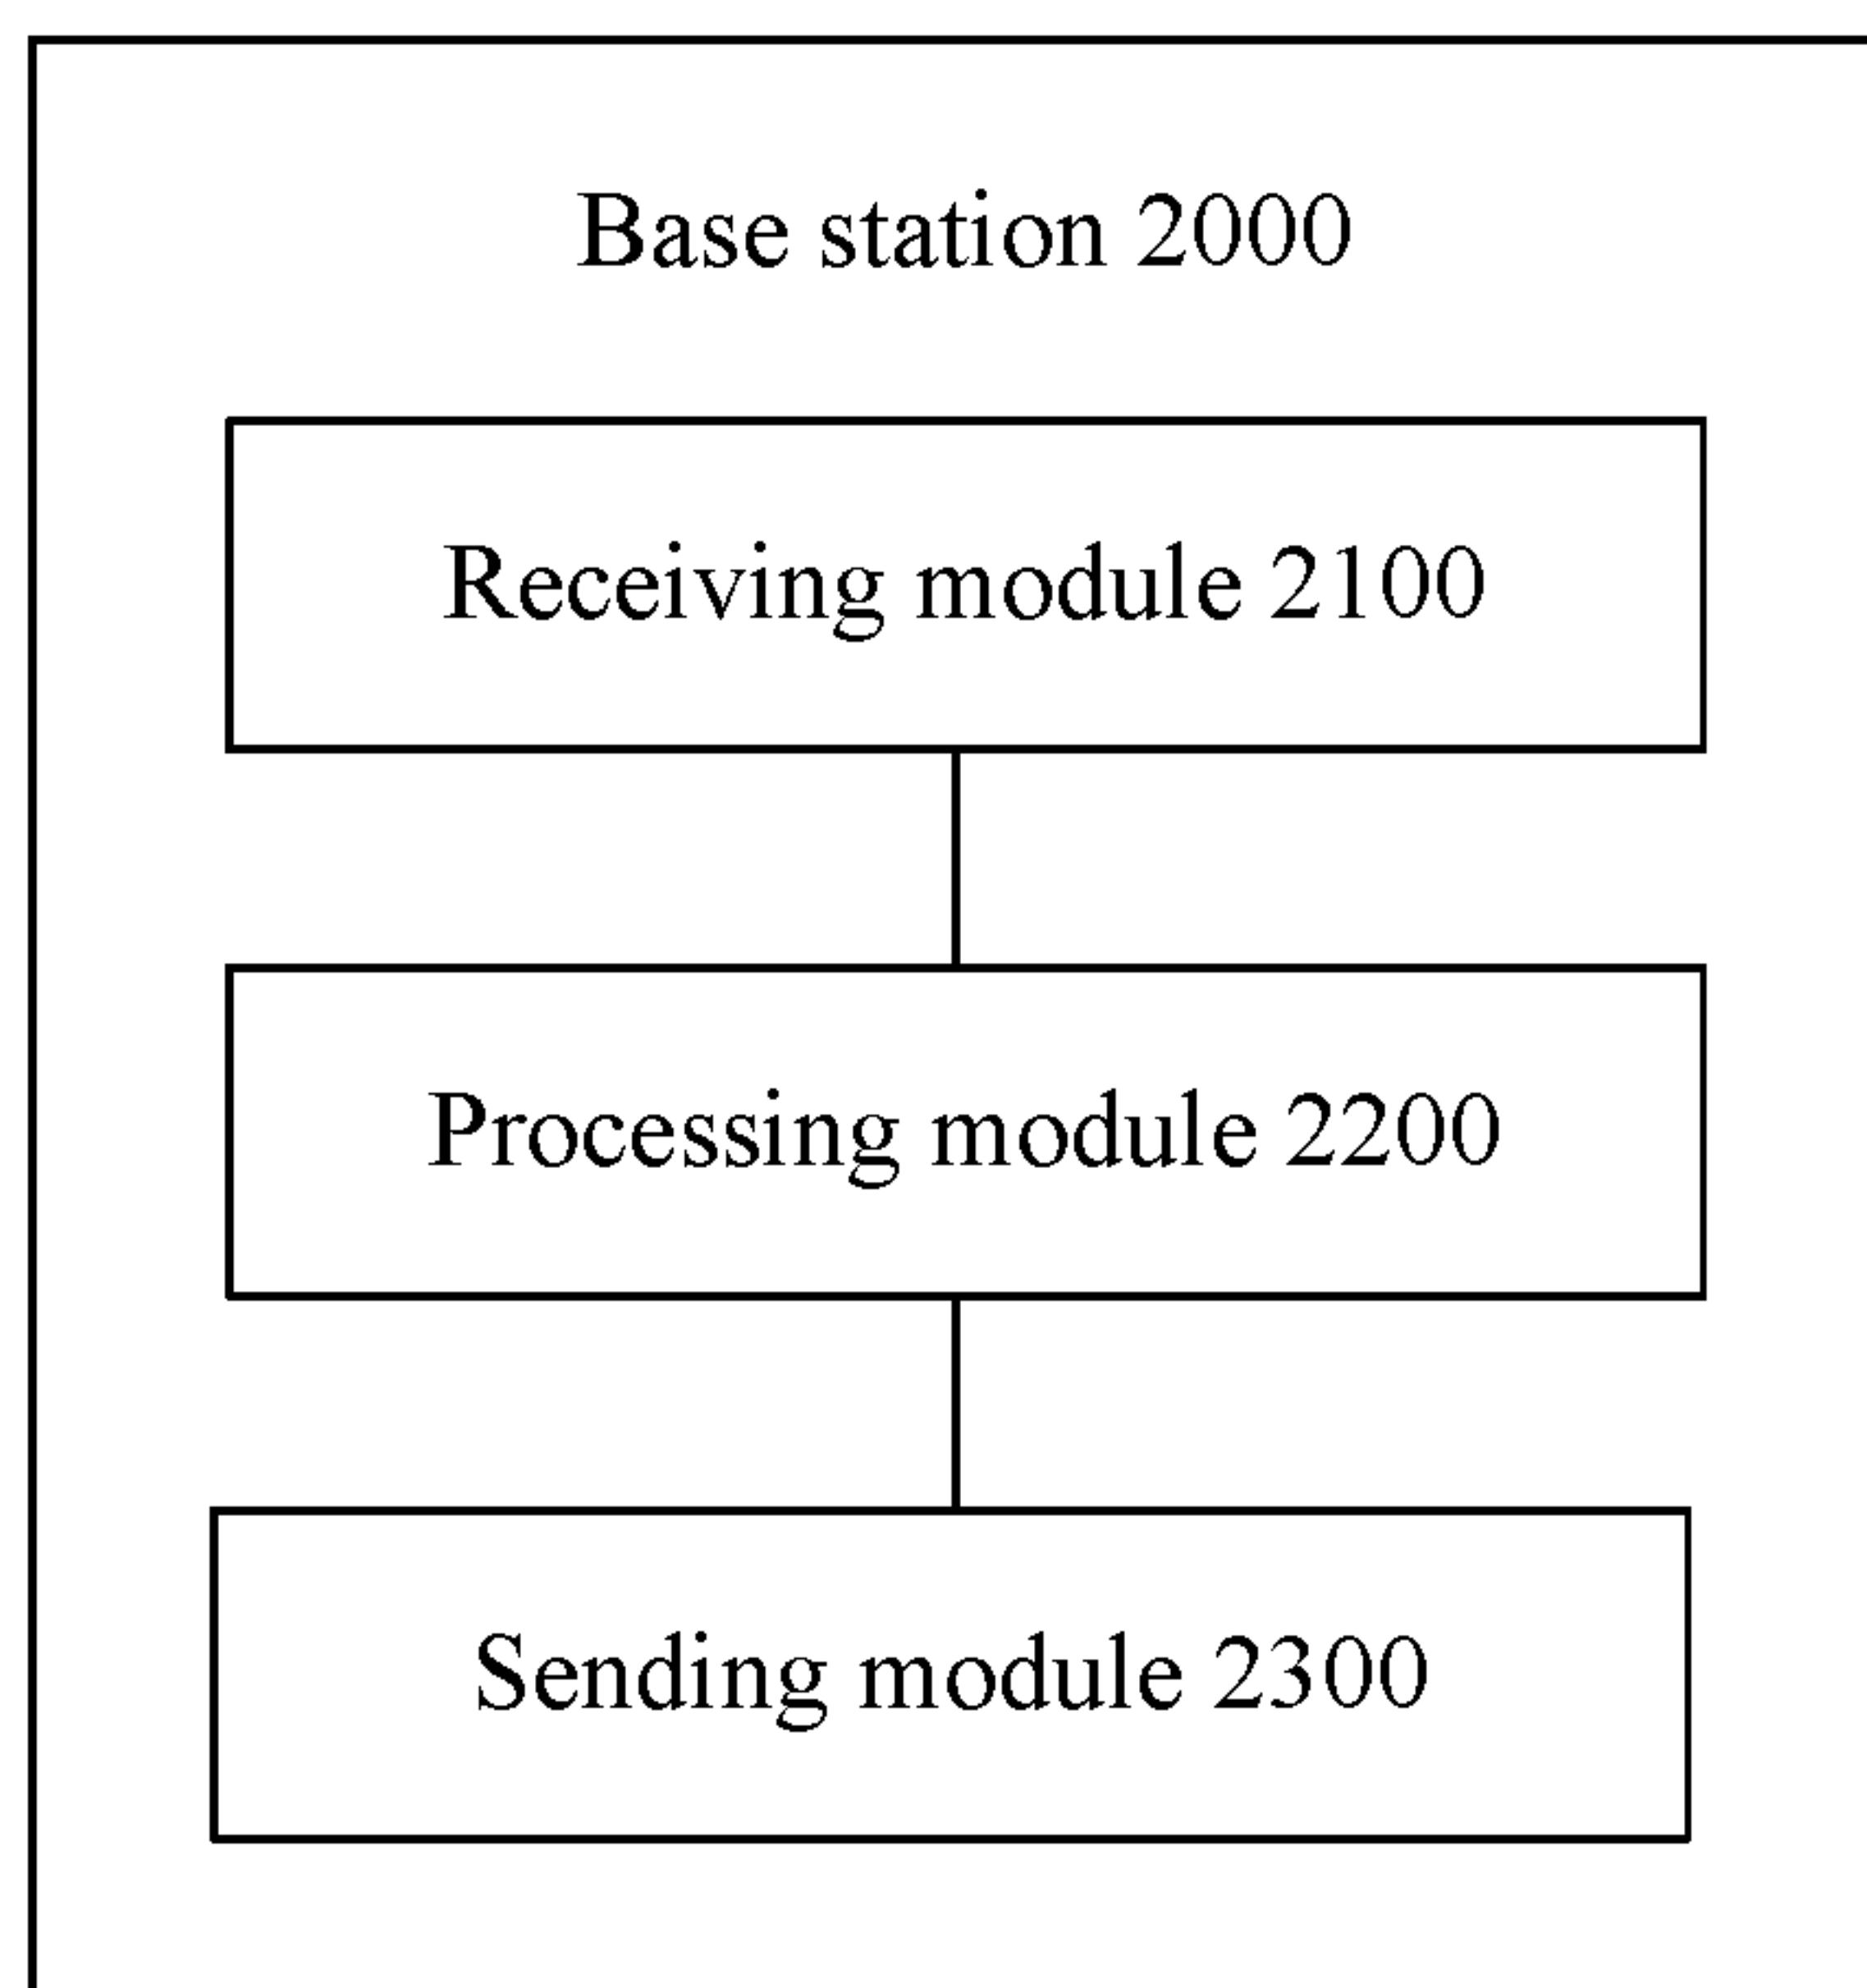 Base station 2000
Receiving module 2100
Processing module 2200
Sending module 2300